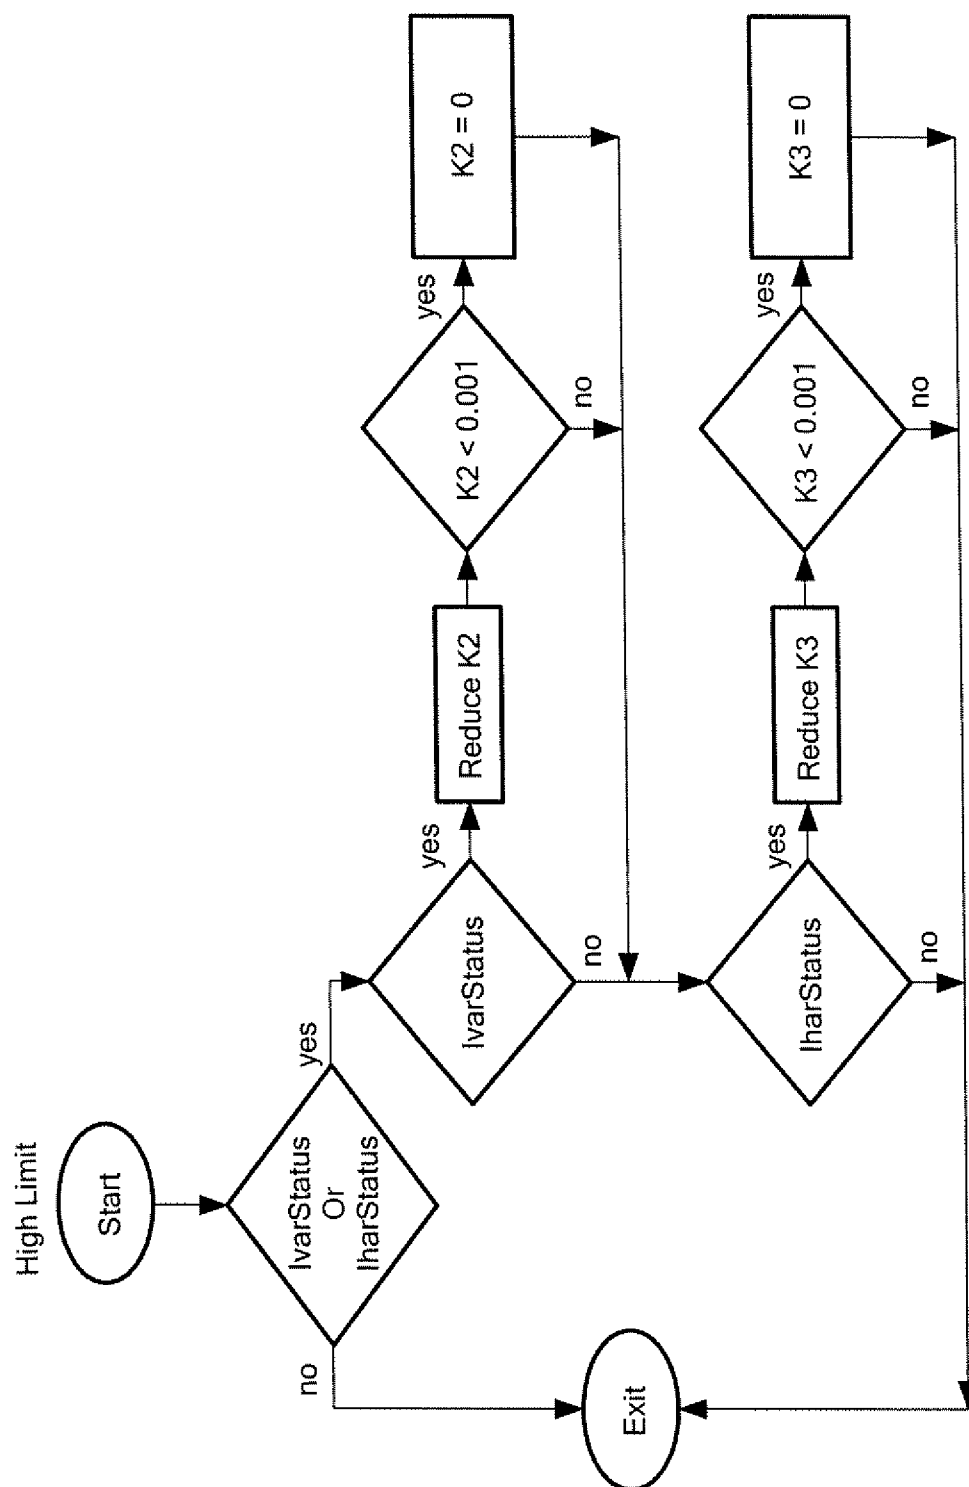 High Limit
Start
IvarStatus
Or
IharStatus
no
yes
Exit
IvarStatus
yes
Reduce K2
K2 < 0.001
yes
K2 = 0
no
no
IharStatus
yes
Reduce K3
K3 < 0.001
yes
K3 = 0
no
no